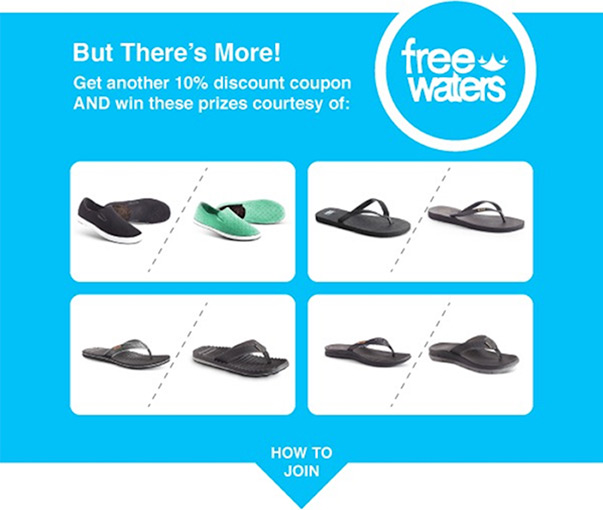 But There's More!
Get another 10% discount coupon
AND win these prizes courtesy of:
free
waters
HOW TO
JOIN